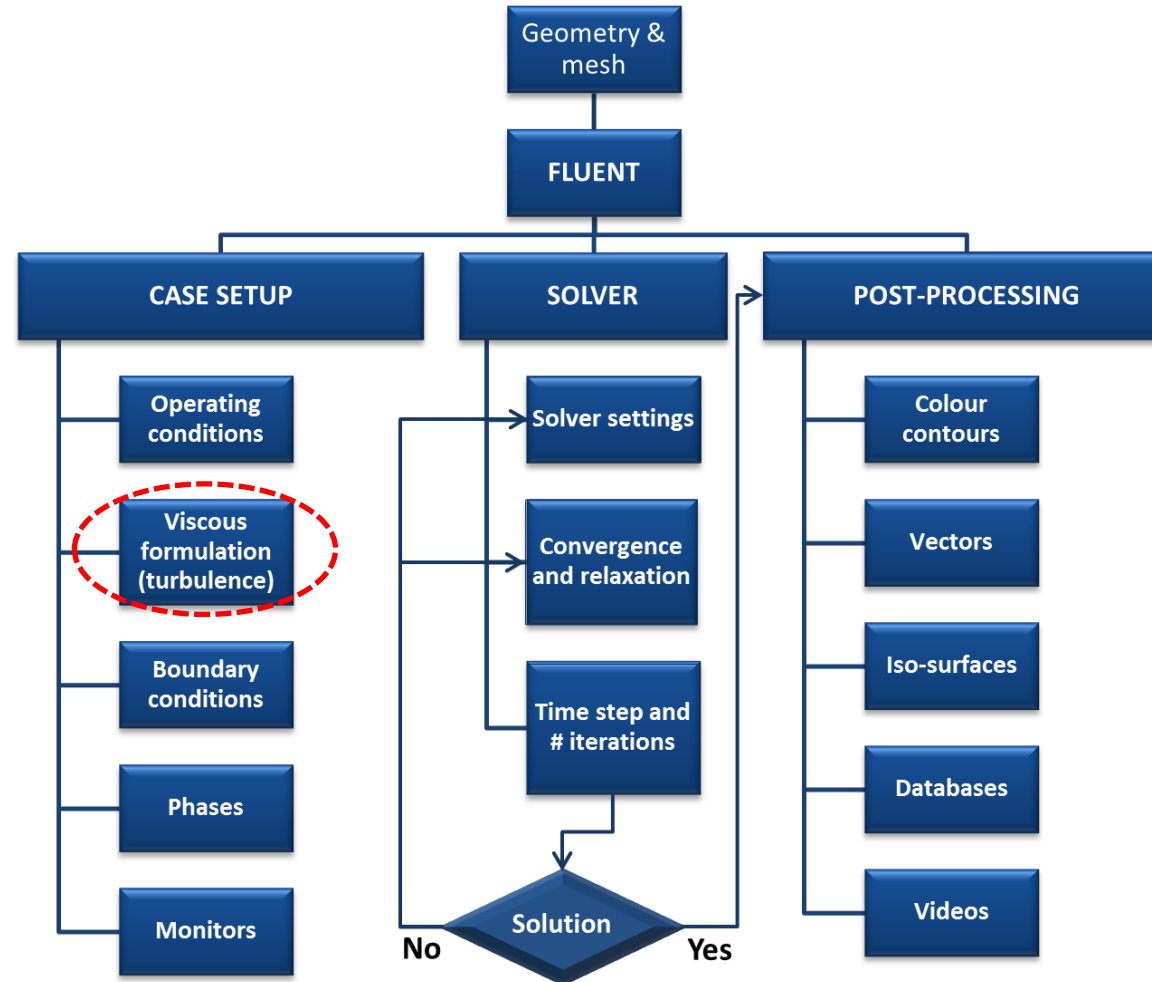 Geometry &
mesh
FLUENT
CASE SETUP
SOLVER
POST-PROCESSING
Operating
conditions
Viscous
formulation
(turbulence)
Boundary
conditions
Phases
Monitors
Solver settings
Convergence
and relaxation
Time step and
# iterations
Solution
No
Yes
Colour
contours
Vectors
Iso-surfaces
Databases
Videos